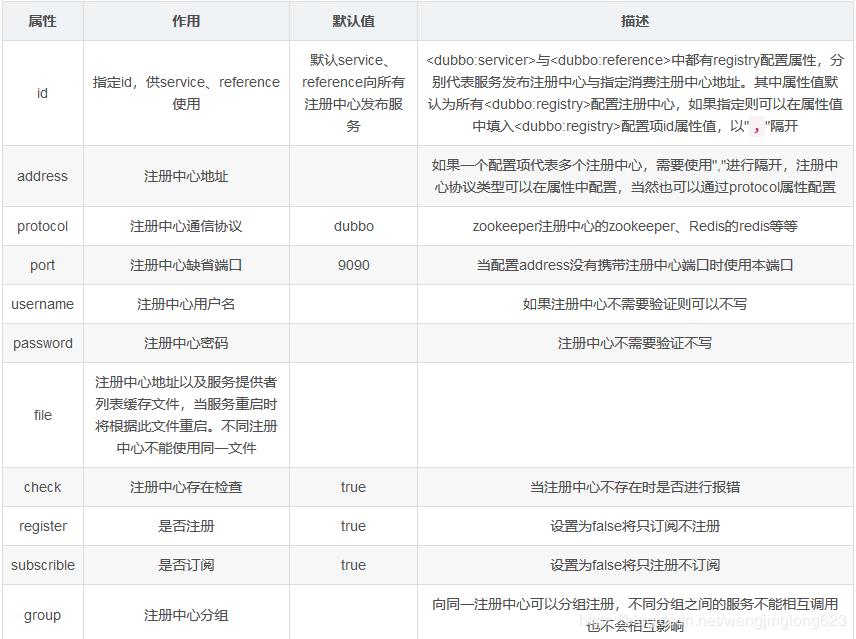 属性 作用 默认值 描述
id 指定id，供service、reference使用 默认service、reference向所有注册中心发布服务 <dubbo:servicer>与<dubbo:reference>中都有registry配置属性，分别代表服务发布注册中心与指定消费注册中心地址。其中属性值默认为所有<dubbo:registry>配置注册中心，如果指定则可以在属性值中填入<dubbo:registry>配置项id属性值，以" , "隔开
address 注册中心地址 如果一个配置项代表多个注册中心，需要使用","进行隔开，注册中心协议类型可以在属性中配置，当然也可以通过protocol属性配置
protocol 注册中心通信协议 dubbo zookeeper注册中心的zookeeper、Redis的redis等等
port 注册中心缺省端口 9090 当配置address没有携带注册中心端口时使用本端口
username 注册中心用户名 如果注册中心不需要验证则可以不写
password 注册中心密码 注册中心不需要验证不写
file 注册中心地址以及服务提供者列表缓存文件，当服务重启时将根据此文件重启。不同注册中心不能使用同一文件
check 注册中心存在检查 true 当注册中心不存在时是否进行报错
register 是否注册 true 设置为false将只订阅不注册
subscrible 是否订阅 true 设置为false将只注册不订阅
group 注册中心分组 向同一注册中心可以分组注册，不同分组之间的服务不能相互调用也不会相互影响